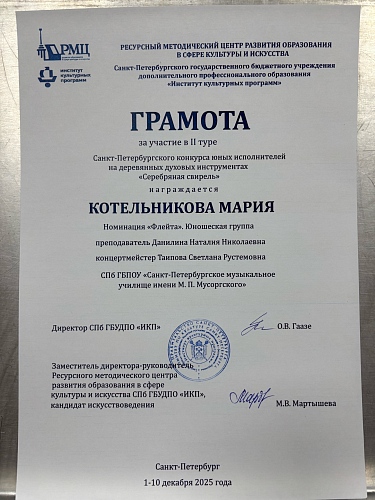 РМЦ
институт
культурных
программ
РЕСУРСНЫЙ МЕТОДИЧЕСКИЙ ЦЕНТР РАЗВИТИЯ ОБРАЗОВАНИЯ
В СФЕРЕ КУЛЬТУРЫ И ИСКУССТВА
Санкт-Петербургского государственного бюджетного учреждения
дополнительного профессионального образования
«Институт культурных программ»
ГРАМОТА
за участие в II туре
Санкт-Петербургского конкурса юных исполнителей
на деревянных духовых инструментах
«Серебряная свирель»
награждается
КОТЕЛЬНИКОВА МАРИЯ
Номинация «Флейта». Юношеская группа
преподаватель Данилина Наталия Николаевна
концертмейстер Таипова Светлана Рустемовна
СПб ГБПОУ «Санкт-Петербургское музыкальное
училище имени М. П. Мусоргского»
Директор СПб ГБУДПО «ИКП»
О.В. Гаазе
Заместитель директора-руководитель
Ресурсного методического центра
развития образования в сфере
культуры и искусства СПб ГБУДПО «ИКП»,
кандидат искусствоведения
М.В. Мартышева
Санкт-Петербург
1-10 декабря 2025 года